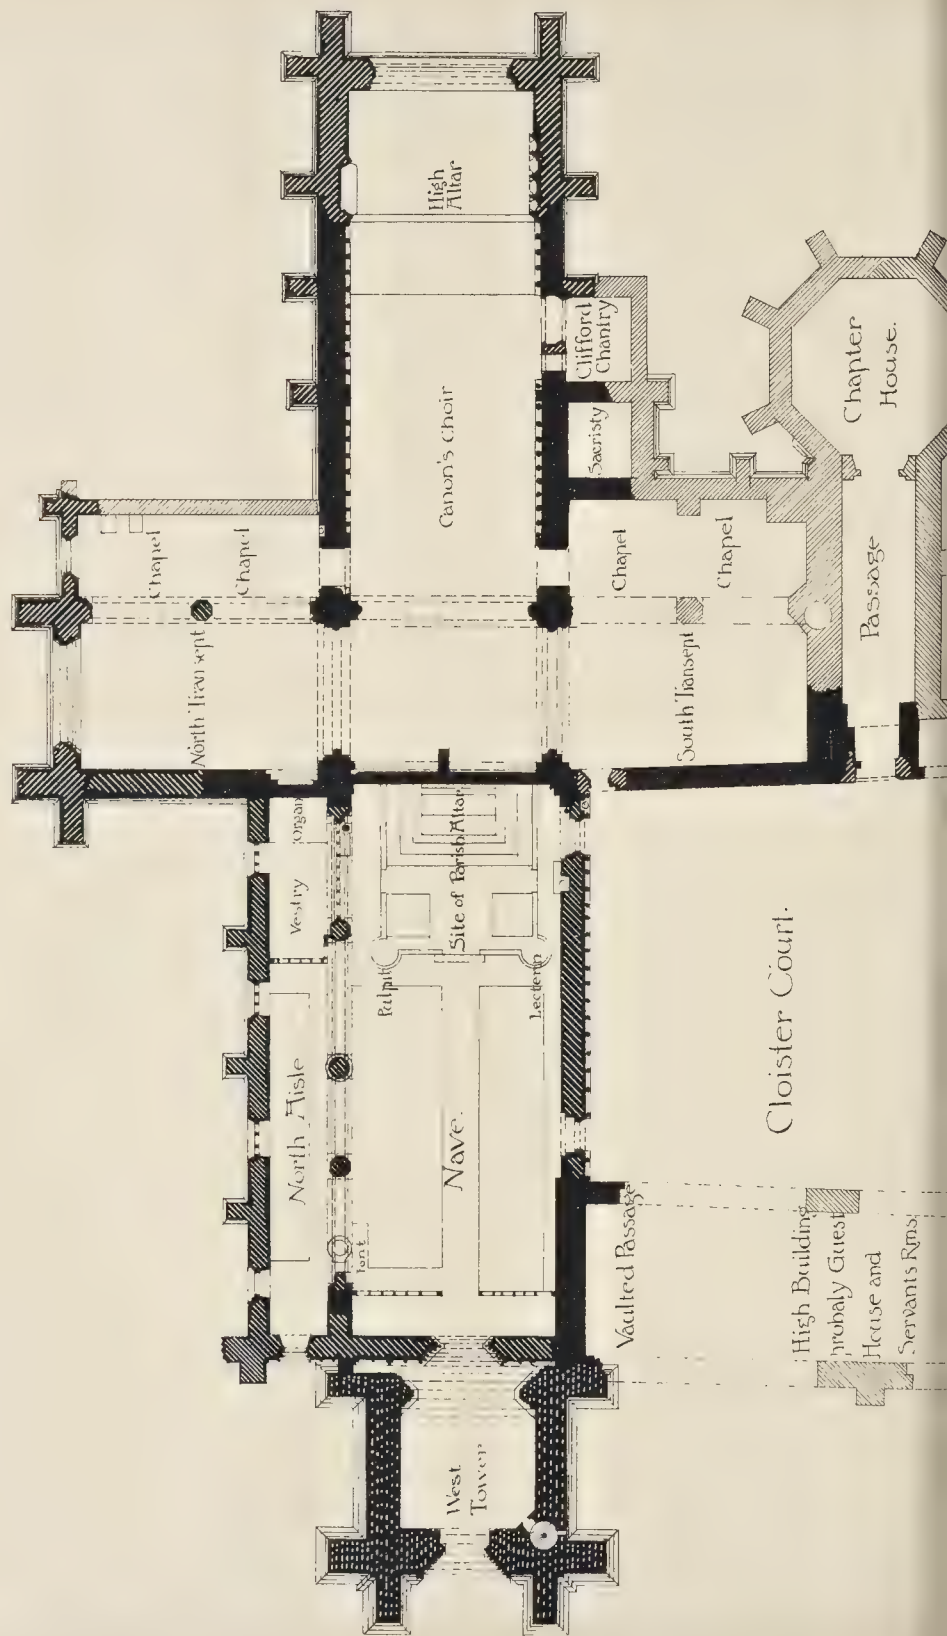 High
Altar
Canon's Choir
Clifford
Chantry
Sacristy
Chapter
House.
Passage
Chapel
Chapel
Chapel
Chapel
North Transept
South Transept
Organ
Vestry
Site of Parish Altar
Pulpit
Lectern
North Aisle
Nave.
Font
Cloister Court.
Vaulted Passage
High Building
probaly Guest
House and
Servants Rms.
West
Tower